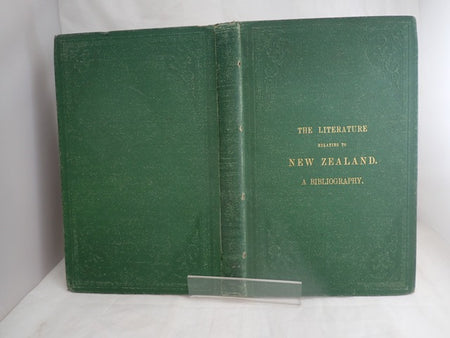 THE LITERATURE
RELATING TO
NEW ZEALAND.
A BIBLIOGRAPHY.